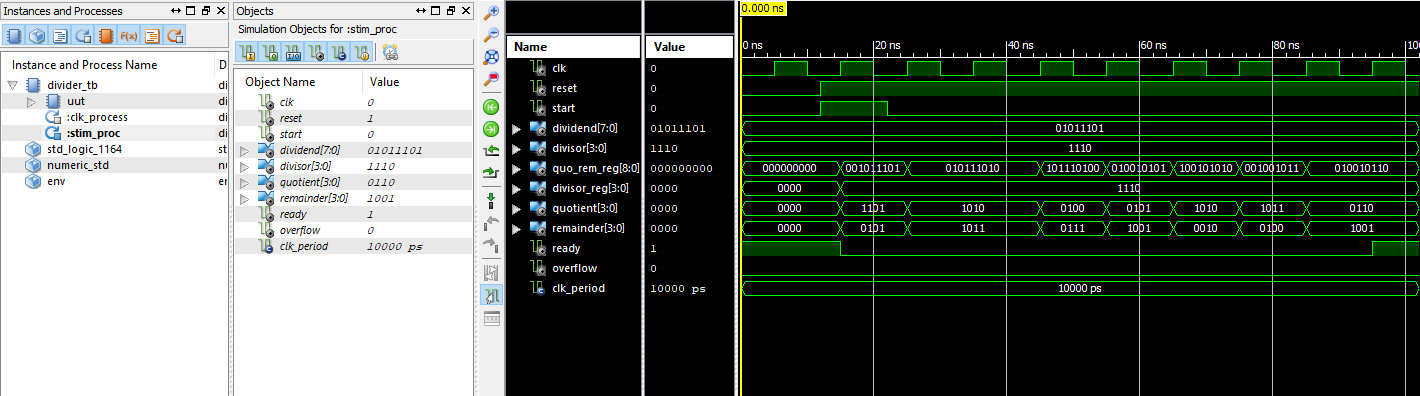 Instances and Processes
Instance and Process Name D
divider_tb di
uut di
:clk_process di
:stim_proc di
std_logic_1164 st
numeric_std nu
env er
Objects
Simulation Objects for :stim_proc
Object Name Value
clk 0
reset 1
start 0
dividend[7:0] 01011101
divisor[3:0] 1110
quotient[3:0] 0110
remainder[3:0] 1001
ready 1
overflow 0
clk_period 10000 ps
Name Value
clk 0
reset 0
start 0
dividend[7:0] 01011101
divisor[3:0] 1110
quo_rem_reg[8:0] 000000000
divisor_reg[3:0] 0000
quotient[3:0] 0000
remainder[3:0] 0000
ready 1
overflow 0
clk_period 10000 ps
0.000 ns
0 ns 20 ns 40 ns 60 ns 80 ns 100
01011101
1110
000000000 001011101 010111010 101110100 010010101 100101010 001001011 010010110
0000 1110
0000 1101 1010 0100 0101 1010 1011 0110
0000 0101 1011 0111 1001 0010 0100 1001
10000 ps